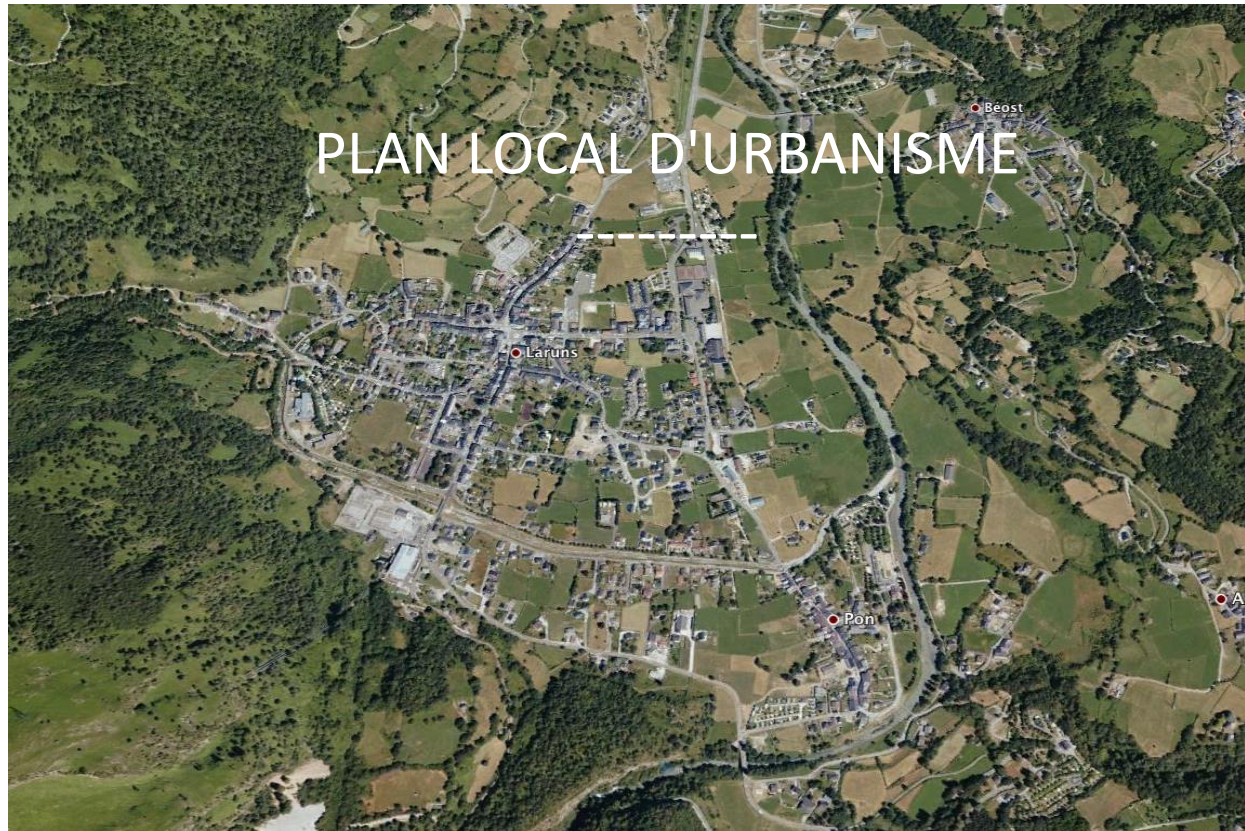 Béost
PLAN LOCAL D'URBANISME
---------
Laruns
A
Pon